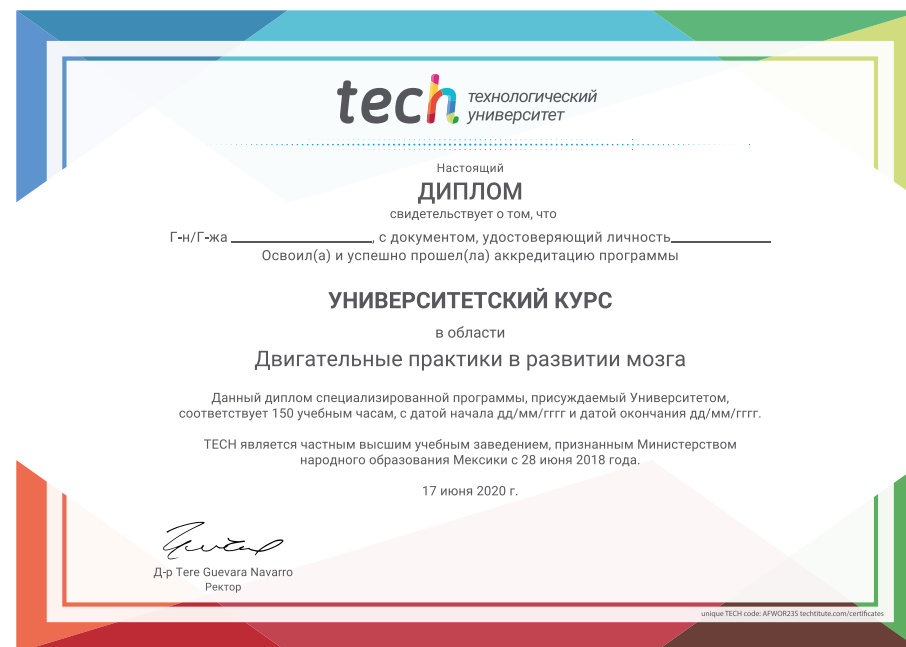 tech технологический
университет
Настоящий
ДИПЛОМ
свидетельствует о том, что
Г-н/Г-жа ____________________, с документом, удостоверяющий личность______________
Освоил(а) и успешно прошел(ла) аккредитацию программы
УНИВЕРСИТЕТСКИЙ КУРС
в области
Двигательные практики в развитии мозга
Данный диплом специализированной программы, присуждаемый Университетом,
соответствует 150 учебным часам, с датой начала дд/мм/гггг и датой окончания дд/мм/гггг.
TECH является частным высшим учебным заведением, признанным Министерством
народного образования Мексики с 28 июня 2018 года.
17 июня 2020 г.
Д-р Tere Guevara Navarro
Ректор
unique TECH code: AFWOR23S techtitute.com/certificates